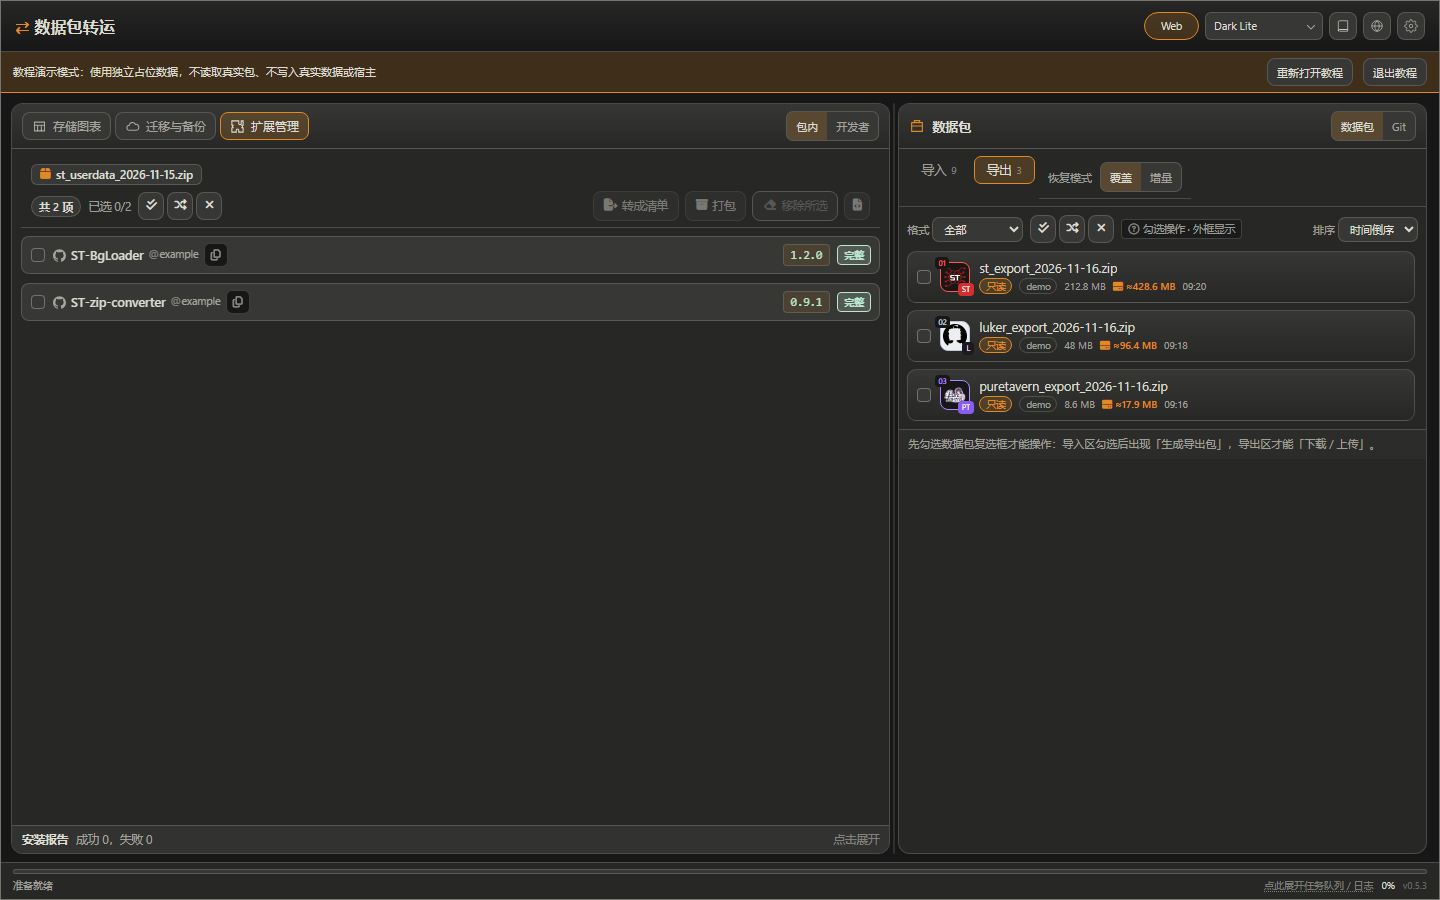 数据包转运
Web
Dark Lite
教程演示模式：使用独立占位数据，不读取真实包、不写入真实数据或宿主
重新打开教程
退出教程
存储图表
迁移与备份
扩展管理
包内
开发者
st_userdata_2026-11-15.zip
共 2 项
已选 0/2
转成清单
打包
移除所选
ST-BgLoader @example
1.2.0
完整
ST-zip-converter @example
0.9.1
完整
安装报告 成功 0，失败 0
点击展开
数据包
数据包
Git
导入 9
导出 3
恢复模式
覆盖
增量
格式
全部
勾选操作 · 外框显示
排序
时间倒序
01
ST
ST
st_export_2026-11-16.zip
只读 demo 212.8 MB ≈428.6 MB 09:20
02
L
luker_export_2026-11-16.zip
只读 demo 48 MB ≈96.4 MB 09:18
03
PT
puretavern_export_2026-11-16.zip
只读 demo 8.6 MB ≈17.9 MB 09:16
先勾选数据包复选框才能操作：导入区勾选后出现「生成导出包」，导出区才能「下载 / 上传」。
准备就绪
点此展开任务队列 / 日志
0%
v0.5.3